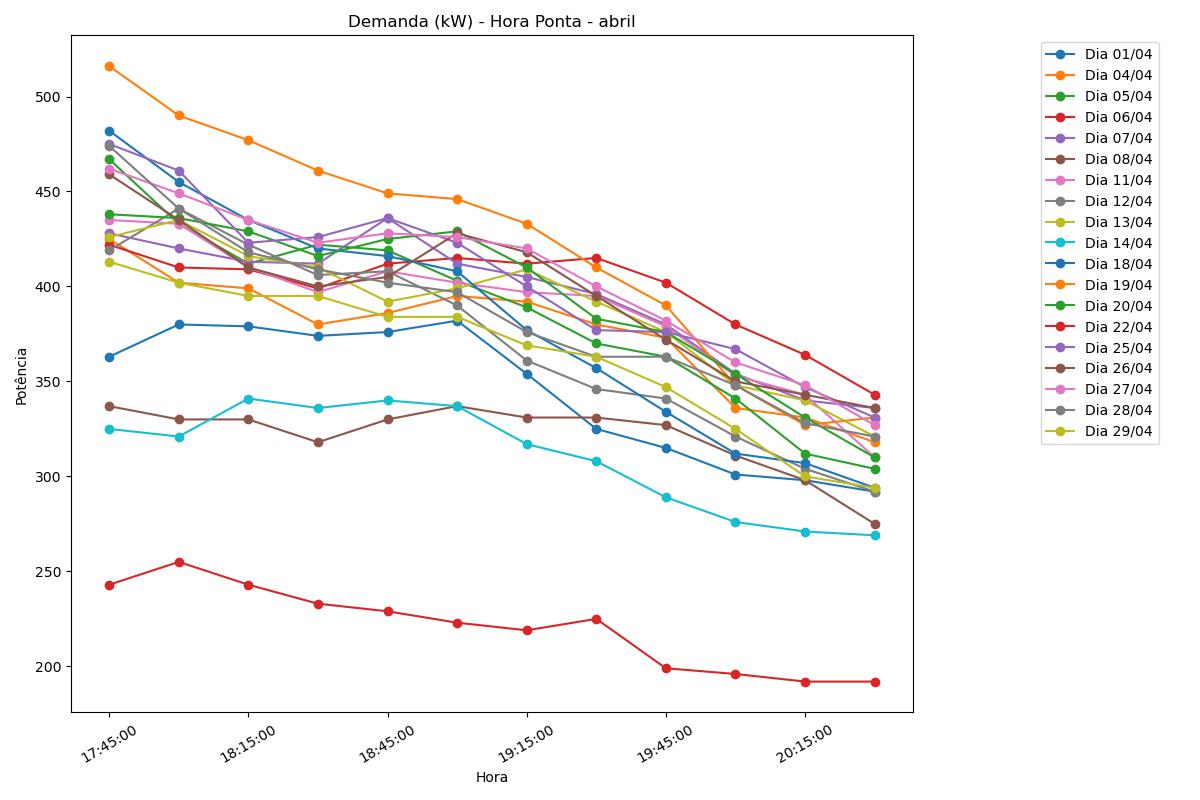 Demanda (kW) - Hora Ponta - abril
Potência
500
450
400
350
300
250
200
17:45:00
18:15:00
18:45:00
19:15:00
19:45:00
20:15:00
Hora
Dia 01/04
Dia 04/04
Dia 05/04
Dia 06/04
Dia 07/04
Dia 08/04
Dia 11/04
Dia 12/04
Dia 13/04
Dia 14/04
Dia 18/04
Dia 19/04
Dia 20/04
Dia 22/04
Dia 25/04
Dia 26/04
Dia 27/04
Dia 28/04
Dia 29/04